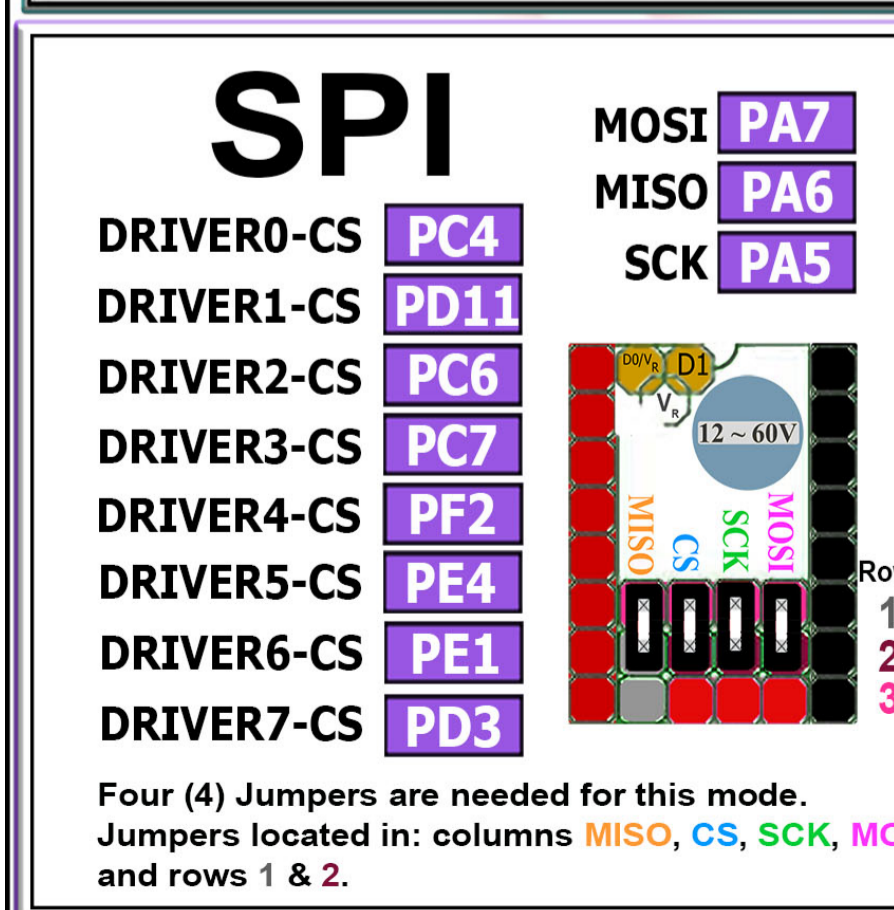 SPI
MOSI PA7
MISO PA6
SCK PA5
DRIVER0-CS PC4
DRIVER1-CS PD11
DRIVER2-CS PC6
DRIVER3-CS PC7
DRIVER4-CS PF2
DRIVER5-CS PE4
DRIVER6-CS PE1
DRIVER7-CS PD3
D0/VR D1
VR
12 ~ 60V
MISO CS SCK MOSI
1
2
3
Four (4) Jumpers are needed for this mode.
Jumpers located in: columns MISO, CS, SCK,
and rows 1 & 2.